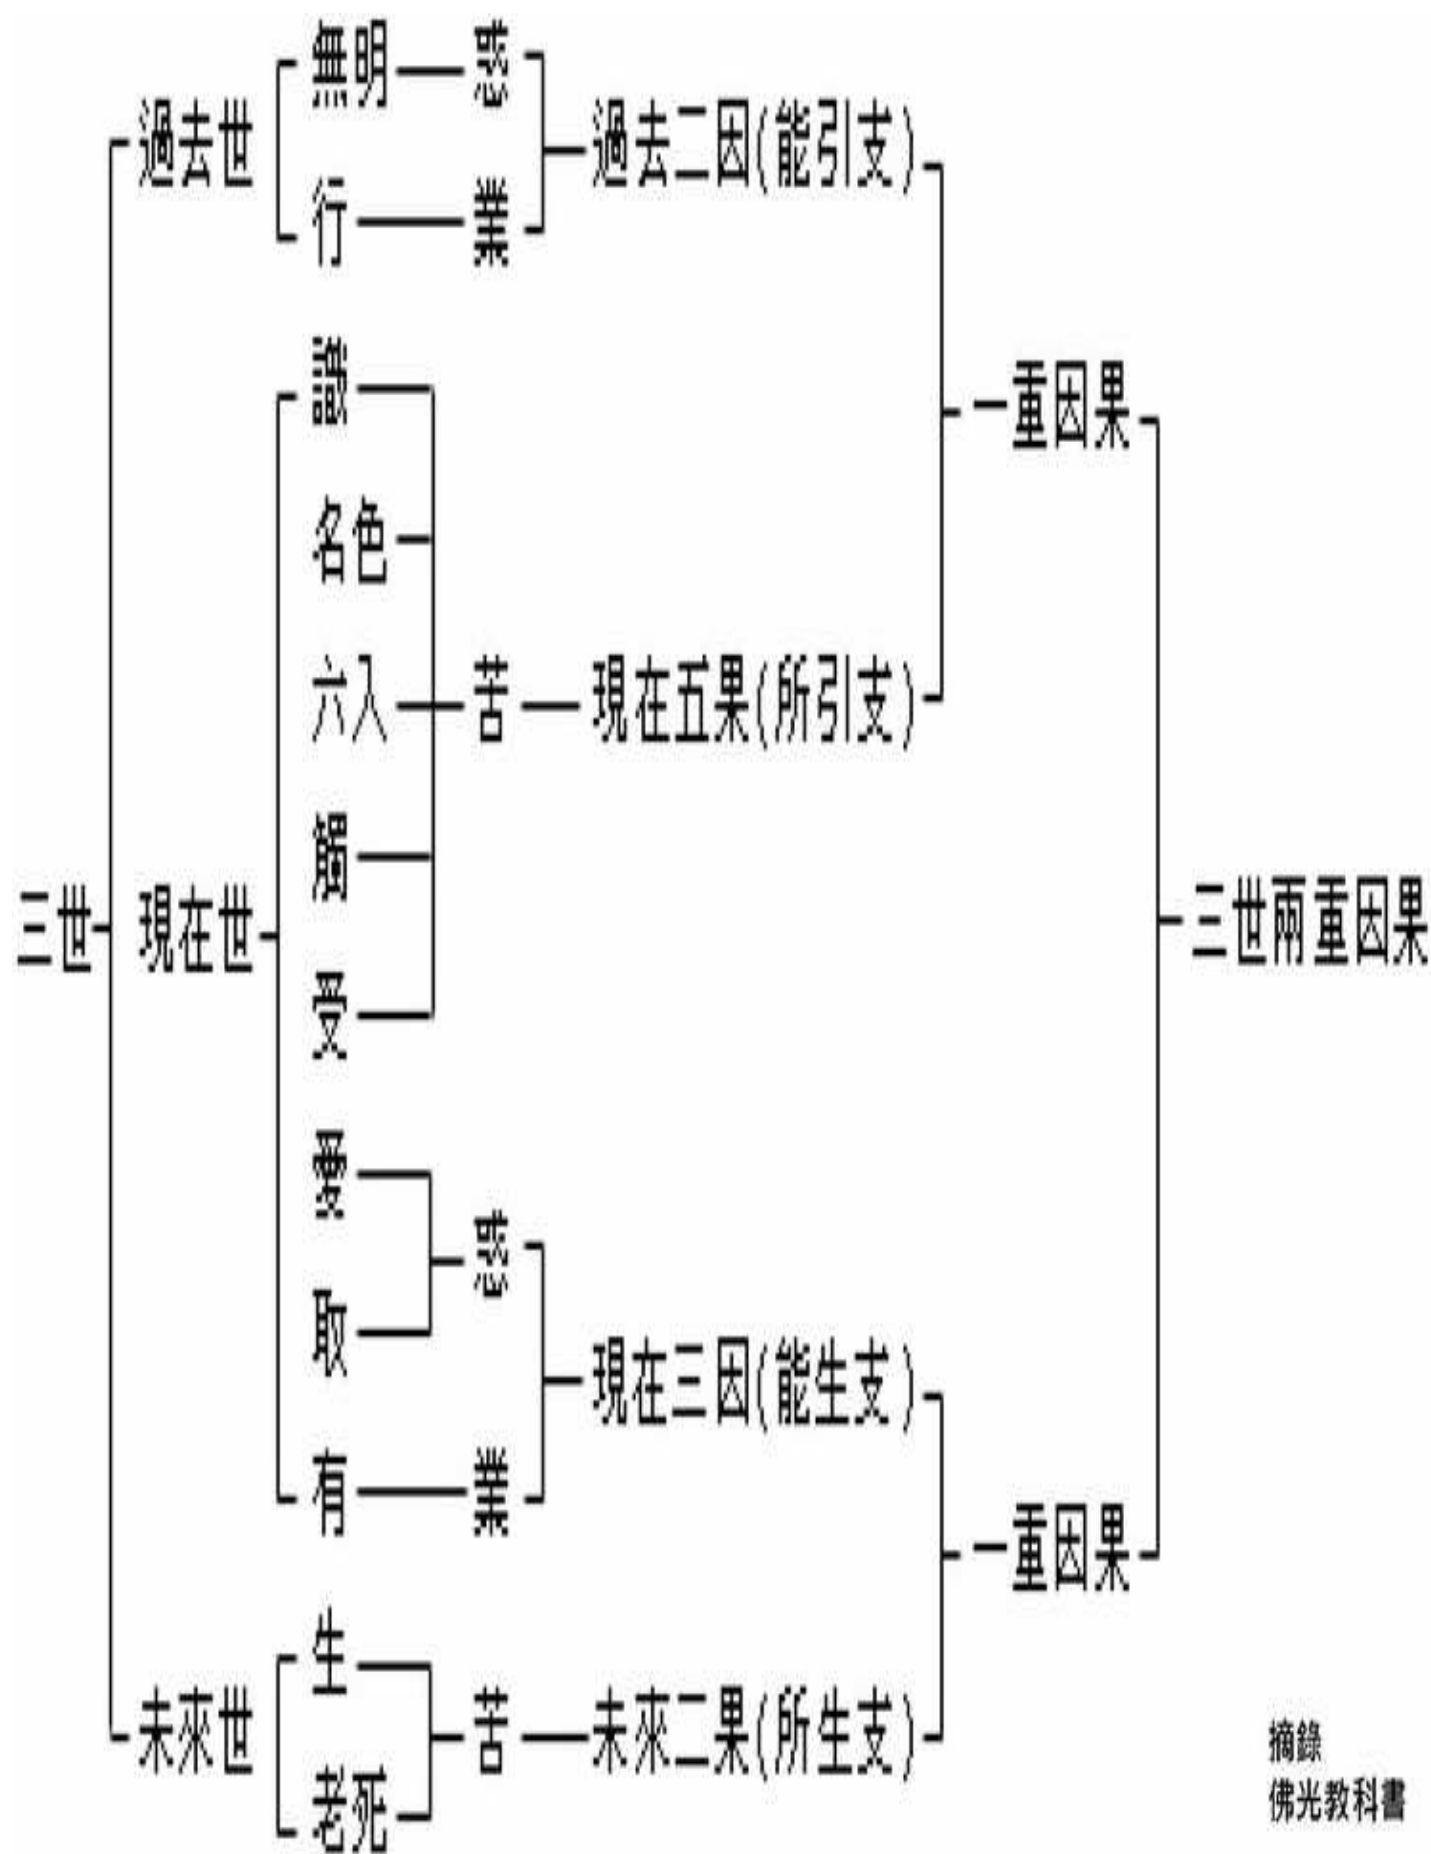 無明 惑
過去世 過去二因(能引支)
行 業
識
一重因果
名色
六入 苦 現在五果(所引支)
觸
三世 現在世 三世兩重因果
受
愛
惑
取
現在三因(能生支)
有 業
一重因果
生
未來世 苦 未來二果(所生支)
老死
摘錄
佛光教科書